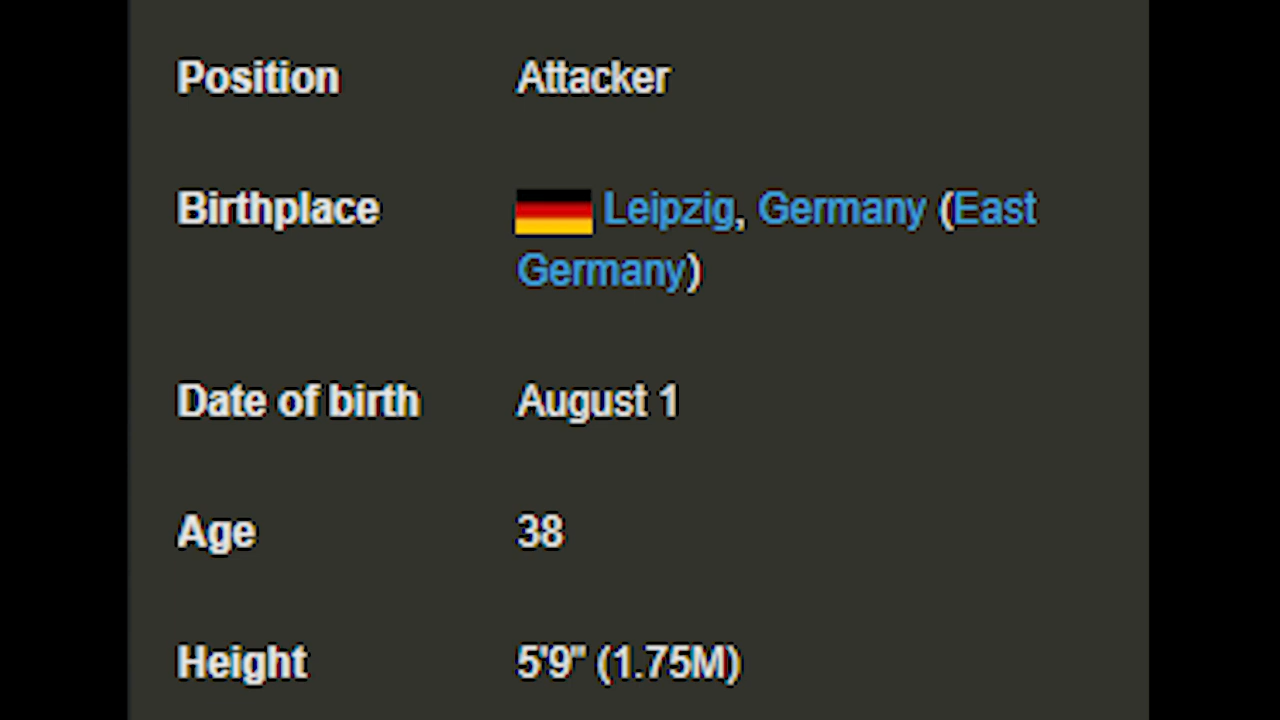 Position Attacker
Birthplace Leipzig, Germany (East
Germany)
Date of birth August 1
Age 38
Height 5'9" (1.75M)